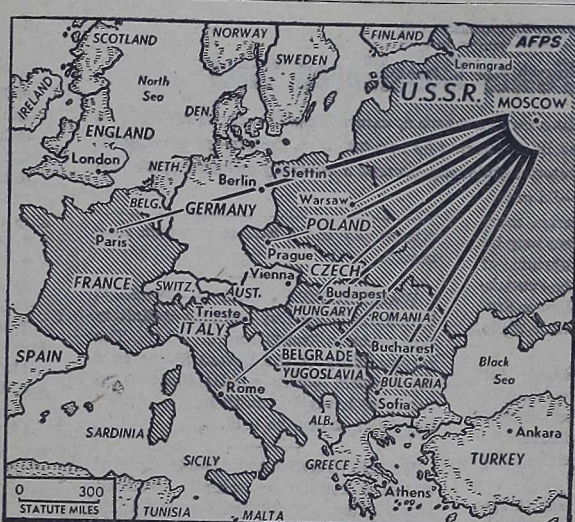 SCOTLAND
NORWAY
FINLAND
AFPS
SWEDEN
Leningrad
IRELAND
North
Sea
U.S.S.R.
MOSCOW
DEN.
ENGLAND
London
NETH.
Berlin
Stettin
BELG.
GERMANY
Warsaw
POLAND
Paris
Prague
FRANCE
SWITZ.
Vienna
CZECH
AUST.
Budapest
Trieste
HUNGARY
ROMANIA
ITALY
SPAIN
BELGRADE
Bucharest
Black
Sea
YUGOSLAVIA
BULGARIA
Rome
Sofia
SARDINIA
ALB.
Ankara
SICILY
GREECE
TURKEY
0 300
STATUTE MILES
Athens
TUNISIA
MALTA